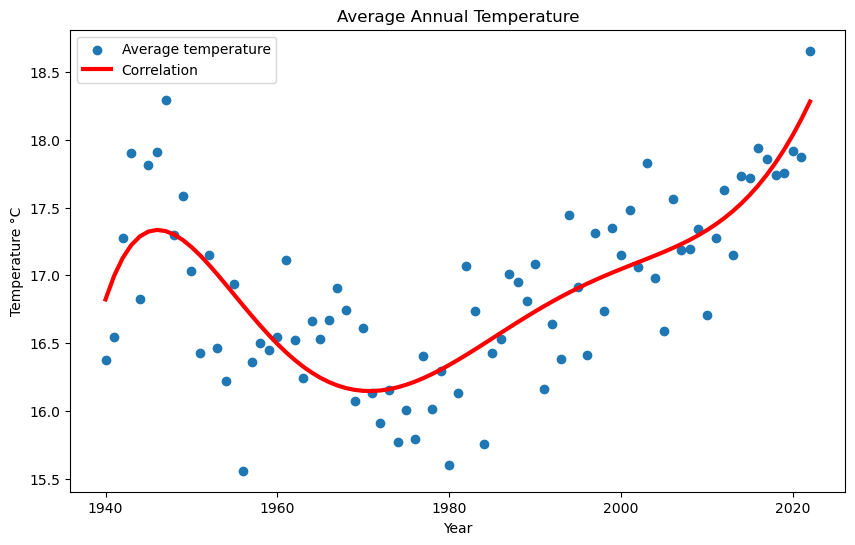 Average Annual Temperature
Average temperature
Correlation
18.5
18.0
17.5
17.0
16.5
16.0
15.5
Temperature °C
1940
1960
1980
2000
2020
Year